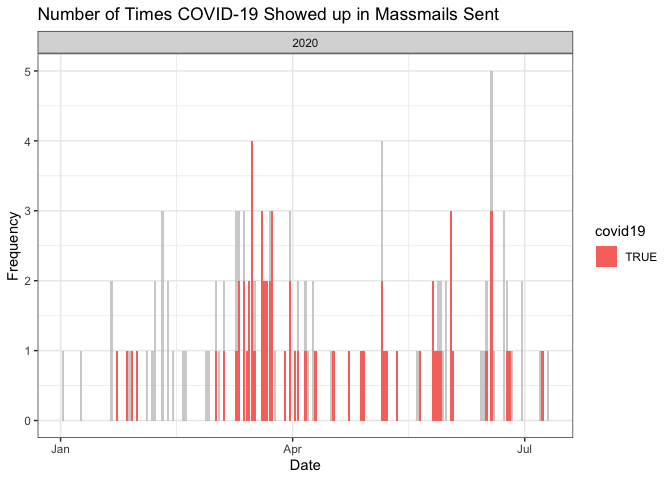 Number of Times COVID-19 Showed up in Massmails Sent
2020
5
4
3
2
1
0
Frequency
Jan
Apr
Jul
Date
covid19
TRUE